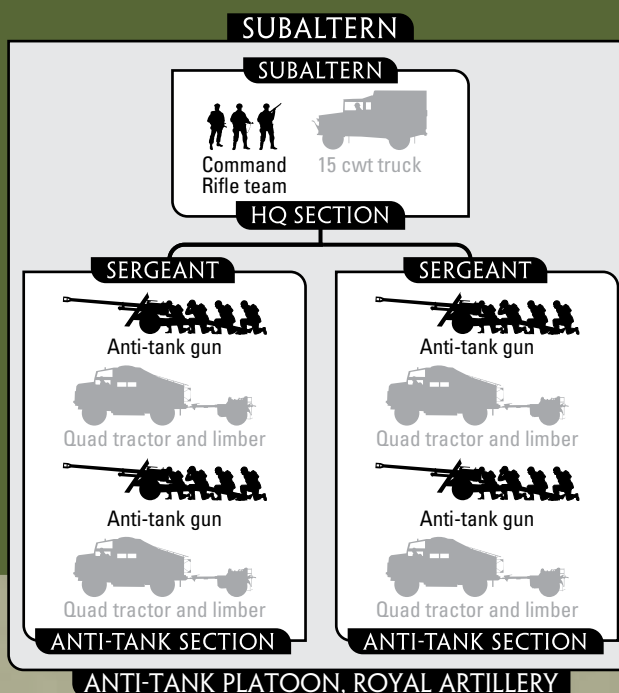 SUBALTERN
SUBALTERN
Command
Rifle team
15 cwt truck
HQ SECTION
SERGEANT
Anti-tank gun
Quad tractor and limber
Anti-tank gun
Quad tractor and limber
ANTI-TANK SECTION
SERGEANT
Anti-tank gun
Quad tractor and limber
Anti-tank gun
Quad tractor and limber
ANTI-TANK SECTION
ANTI-TANK PLATOON, ROYAL ARTILLERY